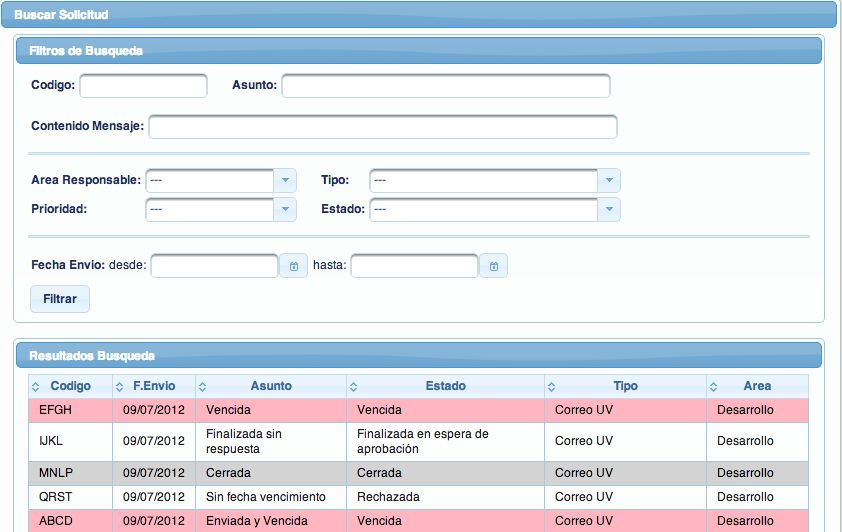 Buscar Solicitud
Filtros de Busqueda
Codigo: Asunto:
Contenido Mensaje:
Area Responsable: --- Tipo: ---
Prioridad: --- Estado: ---
Fecha Envio: desde: hasta:
Filtrar
Resultados Busqueda
Codigo F.Envio Asunto Estado Tipo Area
EFGH 09/07/2012 Vencida Vencida Correo UV Desarrollo
IJKL 09/07/2012 Finalizada sin respuesta Finalizada en espera de aprobación Correo UV Desarrollo
MNLP 09/07/2012 Cerrada Cerrada Correo UV Desarrollo
QRST 09/07/2012 Sin fecha vencimiento Rechazada Correo UV Desarrollo
ABCD 09/07/2012 Enviada y Vencida Vencida Correo UV Desarrollo